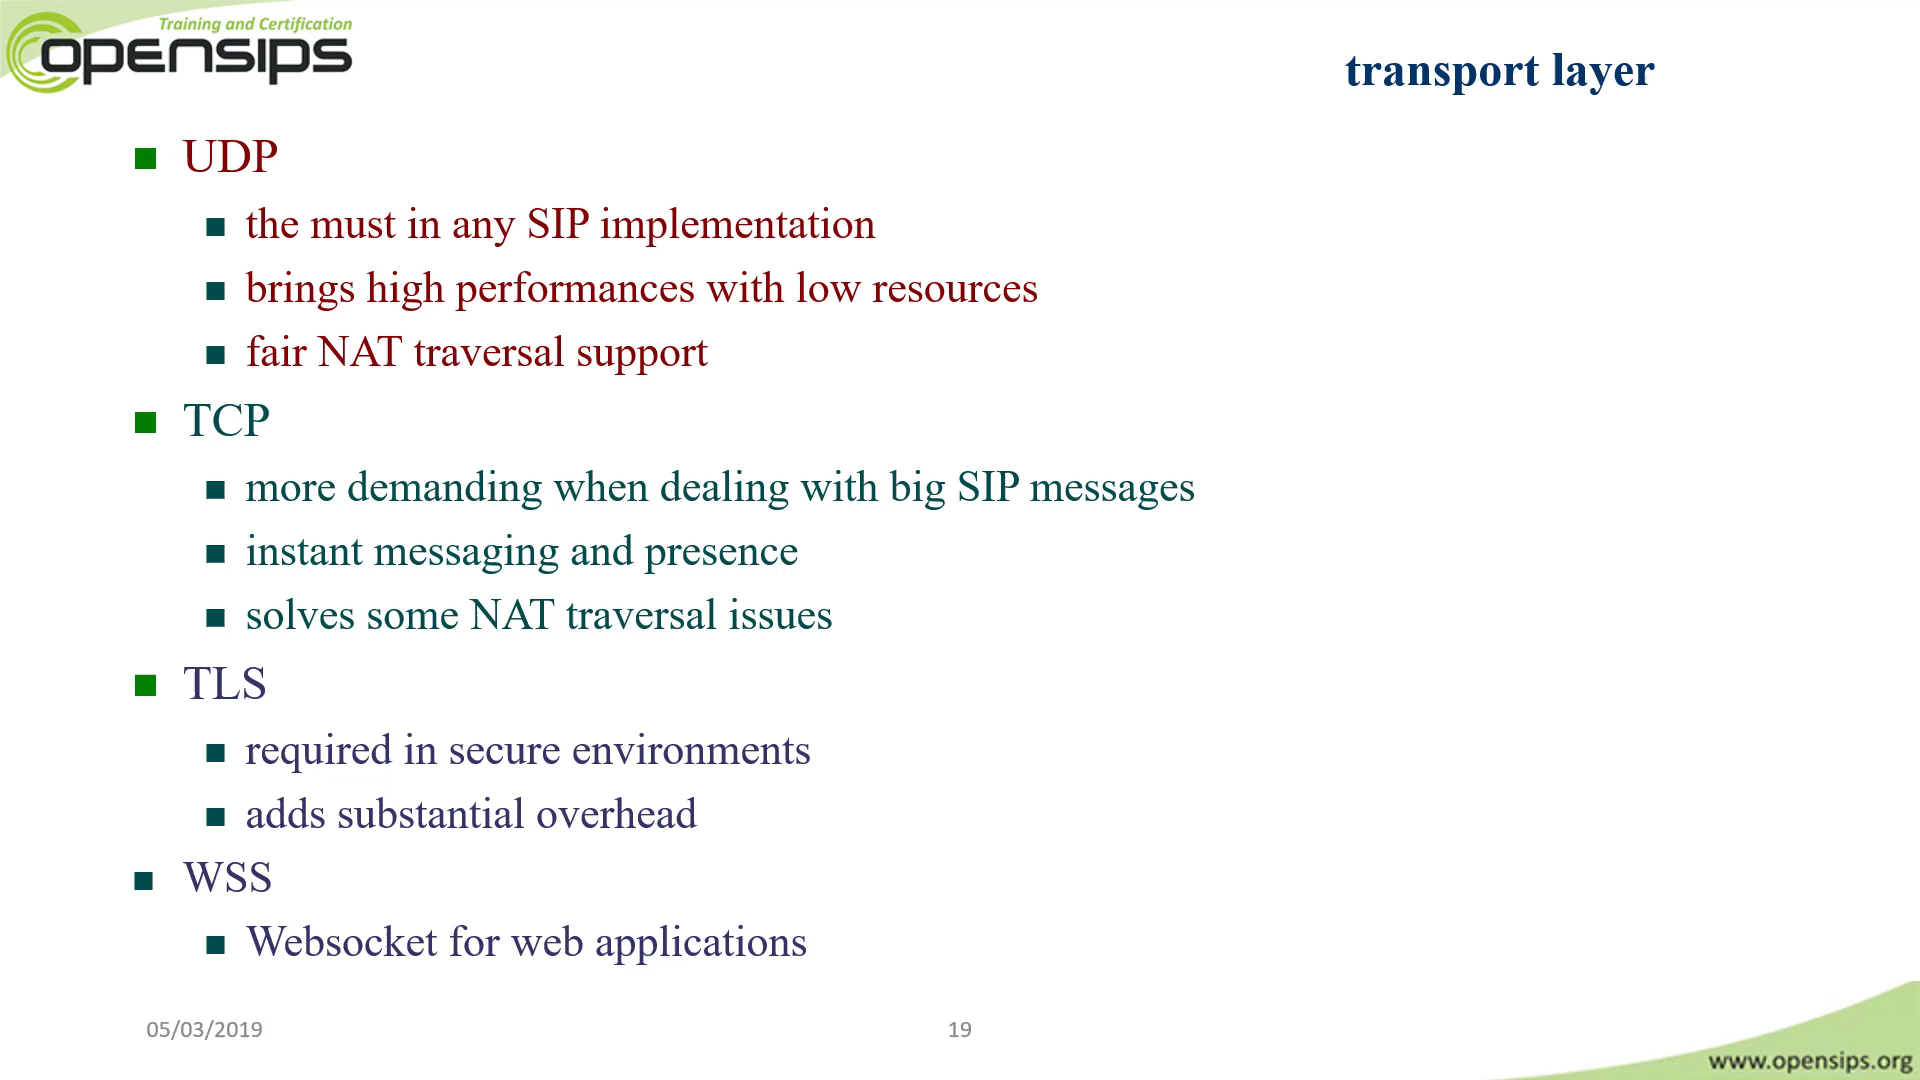 Training and Certification
opensips
transport layer
UDP
the must in any SIP implementation
brings high performances with low resources
fair NAT traversal support
TCP
more demanding when dealing with big SIP messages
instant messaging and presence
solves some NAT traversal issues
TLS
required in secure environments
adds substantial overhead
WSS
Websocket for web applications
05/03/2019
19
www.opensips.org